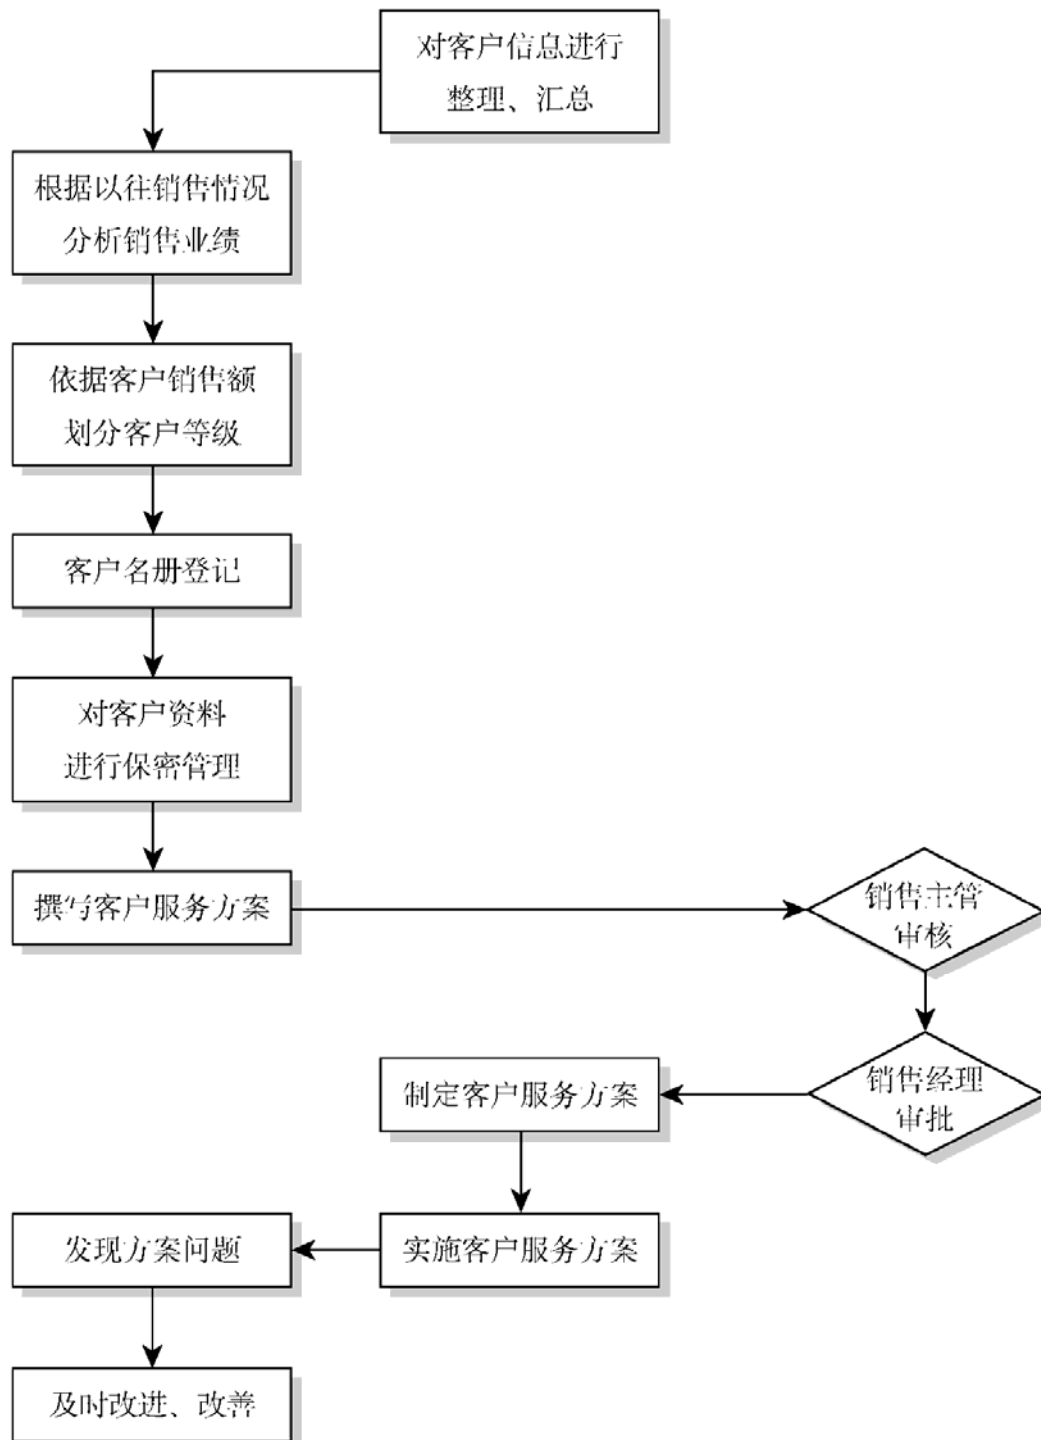 对客户信息进行
整理、汇总
根据以往销售情况
分析销售业绩
依据客户销售额
划分客户等级
客户名册登记
对客户资料
进行保密管理
撰写客户服务方案
销售主管
审核
销售经理
审批
制定客户服务方案
实施客户服务方案
发现方案问题
及时改进、改善